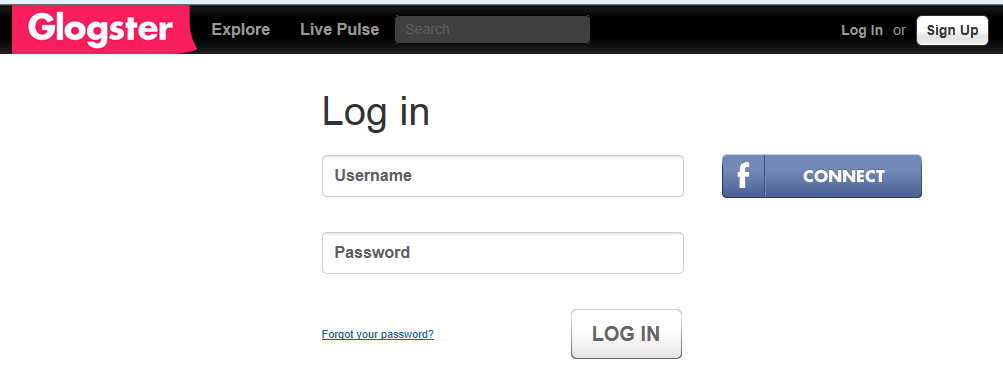 Glogster Explore Live Pulse Search Log In or Sign Up
Log in
Username
f CONNECT
Password
Forgot your password?
LOG IN